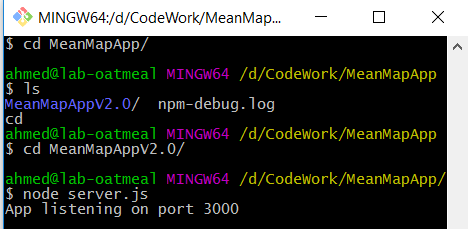 MINGW64:/d/CodeWork/MeanMap...
$ cd MeanMapApp/
ahmed@lab-oatmeal MINGW64 /d/CodeWork/MeanMapApp
$ ls
MeanMapAppV2.0/  npm-debug.log
cd
ahmed@lab-oatmeal MINGW64 /d/CodeWork/MeanMapApp
$ cd MeanMapAppV2.0/
ahmed@lab-oatmeal MINGW64 /d/CodeWork/MeanMapApp/
$ node server.js
App listening on port 3000